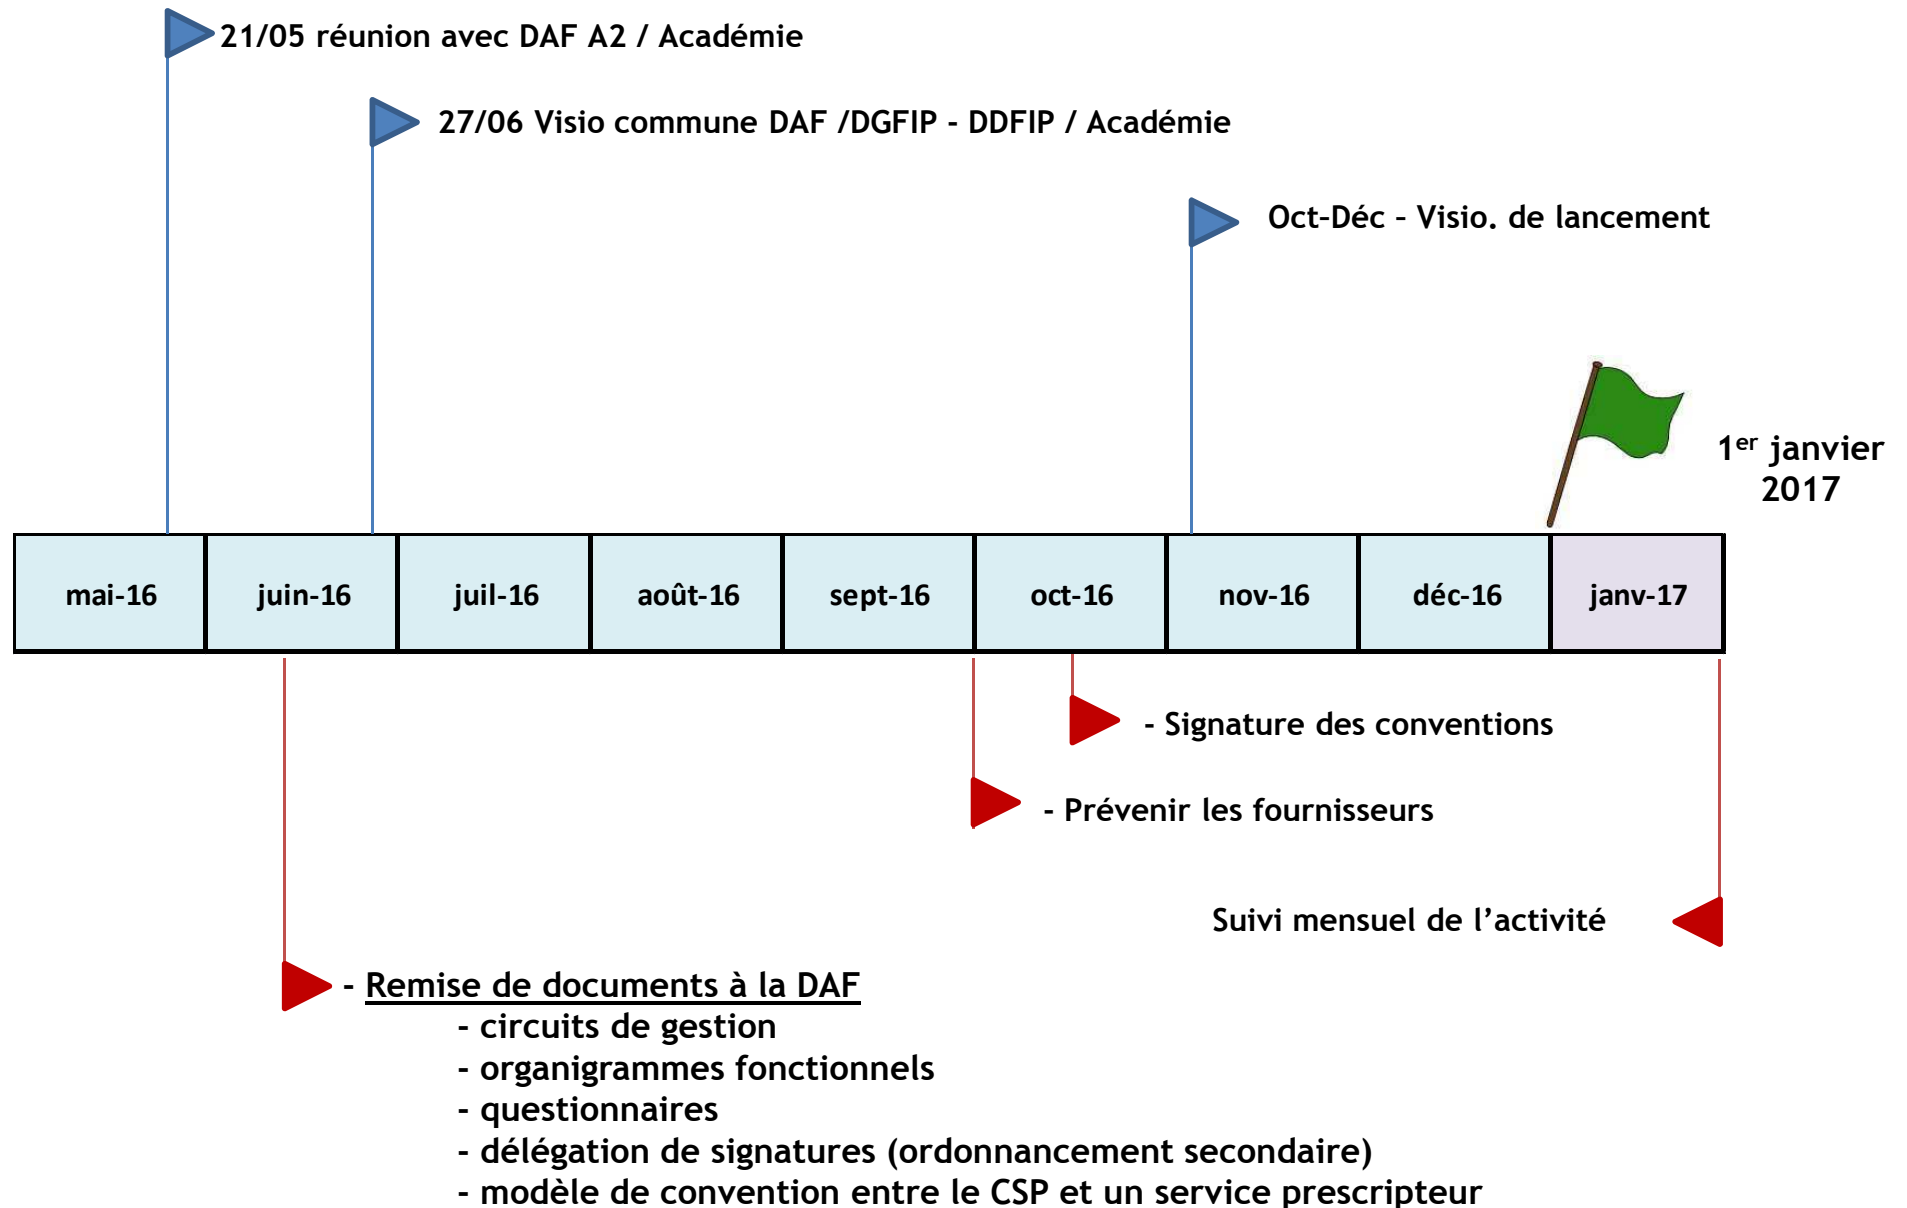 21/05 réunion avec DAF A2 / Académie
27/06 Visio commune DAF /DGFIP - DDFIP / Académie
Oct-Déc – Visio. de lancement
1er janvier
2017
mai-16
juin-16
juil-16
août-16
sept-16
oct-16
nov-16
déc-16
janv-17
- Signature des conventions
- Prévenir les fournisseurs
Suivi mensuel de l’activité
- Remise de documents à la DAF
- circuits de gestion
- organigrammes fonctionnels
- questionnaires
- délégation de signatures (ordonnancement secondaire)
- modèle de convention entre le CSP et un service prescripteur